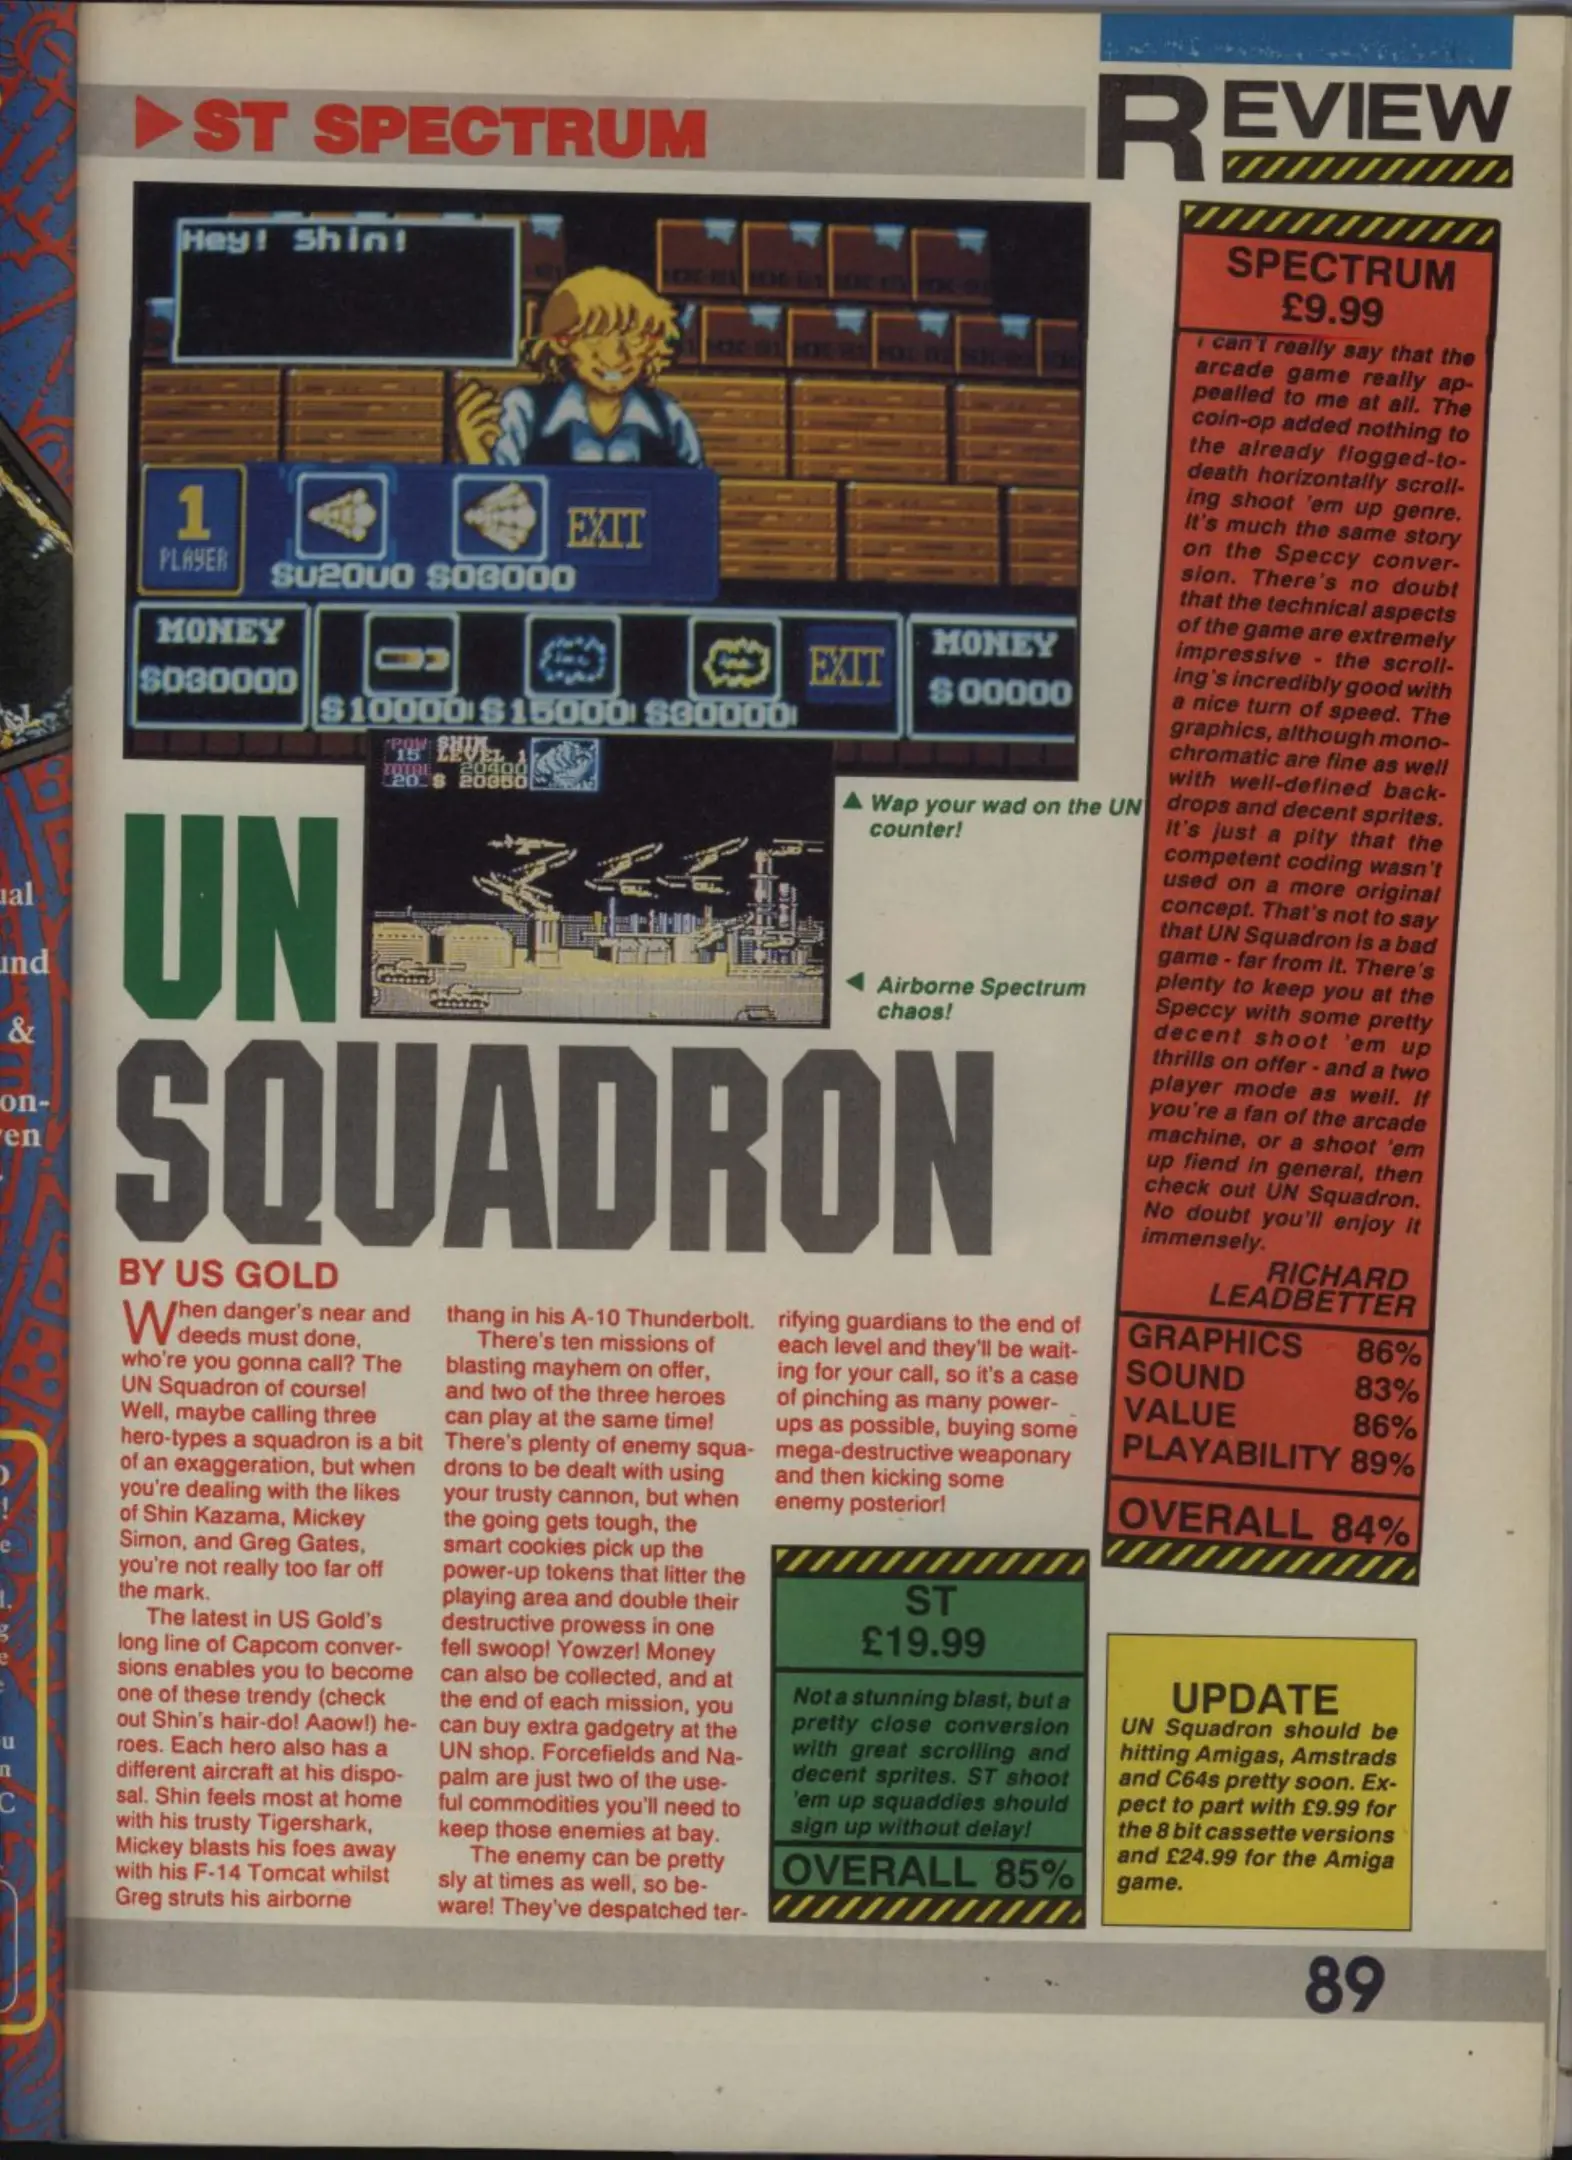 ST SPECTRUM
REVIEW
Hey! Shin!
1
PLAYER
EXIT
$03000
MONEY
$030000
$10000
$15000
$30000
EXIT
MONEY
$00000
POW
15
TOTAL
20
SHIN
LEVEL 1
20400
$ 20350
▲ Wap your wad on the UN
counter!
◀ Airborne Spectrum
chaos!
UN
SQUADRON
BY US GOLD
When danger's near and
deeds must done,
who're you gonna call? The
UN Squadron of course!
Well, maybe calling three
hero-types a squadron is a bit
of an exaggeration, but when
you're dealing with the likes
of Shin Kazama, Mickey
Simon, and Greg Gates,
you're not really too far off
the mark.
The latest in US Gold's
long line of Capcom conver-
sions enables you to become
one of these trendy (check
out Shin's hair-do! Aaow!) he-
roes. Each hero also has a
different aircraft at his dispo-
sal. Shin feels most at home
with his trusty Tigershark,
Mickey blasts his foes away
with his F-14 Tomcat whilst
Greg struts his airborne
thang in his A-10 Thunderbolt.
There's ten missions of
blasting mayhem on offer,
and two of the three heroes
can play at the same time!
There's plenty of enemy squa-
drons to be dealt with using
your trusty cannon, but when
the going gets tough, the
smart cookies pick up the
power-up tokens that litter the
playing area and double their
destructive prowess in one
fell swoop! Yowzer! Money
can also be collected, and at
the end of each mission, you
can buy extra gadgetry at the
UN shop. Forcefields and Na-
palm are just two of the use-
ful commodities you'll need to
keep those enemies at bay.
The enemy can be pretty
sly at times as well, so be-
ware! They've despatched ter-
rifying guardians to the end of
each level and they'll be wait-
ing for your call, so it's a case
of pinching as many power-
ups as possible, buying some
mega-destructive weaponary
and then kicking some
enemy posterior!
ST
£19.99
Not a stunning blast, but a
pretty close conversion
with great scrolling and
decent sprites. ST shoot
'em up squaddies should
sign up without delay!
OVERALL 85%
SPECTRUM
£9.99
I can't really say that the
arcade game really ap-
pealled to me at all. The
coin-op added nothing to
the already flogged-to-
death horizontally scroll-
ing shoot 'em up genre.
It's much the same story
on the Speccy conver-
sion. There's no doubt
that the technical aspects
of the game are extremely
impressive - the scroll-
ing's incredibly good with
a nice turn of speed. The
graphics, although mono-
chromatic are fine as well
with well-defined back-
drops and decent sprites.
It's just a pity that the
competent coding wasn't
used on a more original
concept. That's not to say
that UN Squadron is a bad
game - far from it. There's
plenty to keep you at the
Speccy with some pretty
decent shoot 'em up
thrills on offer - and a two
player mode as well. If
you're a fan of the arcade
machine, or a shoot 'em
up fiend in general, then
check out UN Squadron.
No doubt you'll enjoy it
immensely.
RICHARD
LEADBETTER
GRAPHICS 86%
SOUND 83%
VALUE 86%
PLAYABILITY 89%
OVERALL 84%
UPDATE
UN Squadron should be
hitting Amigas, Amstrads
and C64s pretty soon. Ex-
pect to part with £9.99 for
the 8 bit cassette versions
and £24.99 for the Amiga
game.
89